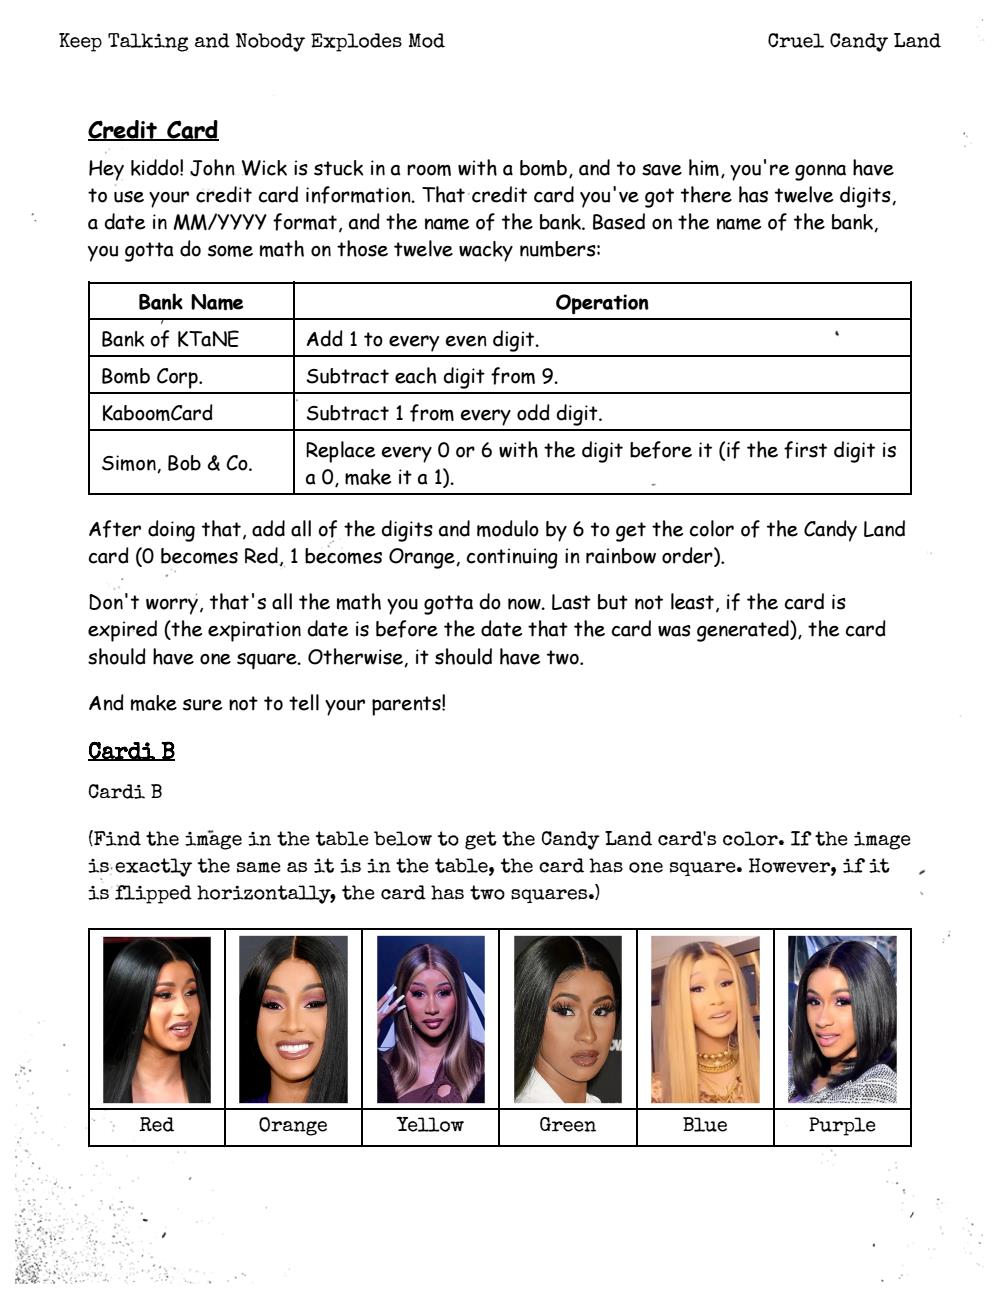 Keep Talking and Nobody Explodes Mod
Cruel Candy Land
Credit Card
Hey kiddo! John Wick is stuck in a room with a bomb, and to save him, you're gonna have
to use your credit card information. That credit card you've got there has twelve digits,
a date in MM/YYYY format, and the name of the bank. Based on the name of the bank,
you gotta do some math on those twelve wacky numbers:
Bank Name
Operation
Bank of KTaNE
Add 1 to every even digit.
Bomb Corp.
Subtract each digit from 9.
KaboomCard
Subtract 1 from every odd digit.
Simon, Bob & Co.
Replace every 0 or 6 with the digit before it (if the first digit is
a 0, make it a 1).
After doing that, add all of the digits and modulo by 6 to get the color of the Candy Land
card (0 becomes Red, 1 becomes Orange, continuing in rainbow order).
Don't worry, that's all the math you gotta do now. Last but not least, if the card is
expired (the expiration date is before the date that the card was generated), the card
should have one square. Otherwise, it should have two.
And make sure not to tell your parents!
Cardi B
Cardi B
(Find the image in the table below to get the Candy Land card's color. If the image
is exactly the same as it is in the table, the card has one square. However, if it
is flipped horizontally, the card has two squares.)
Red
Orange
Yellow
Green
Blue
Purple